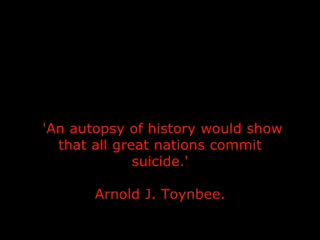 'An autopsy of history would show
that all great nations commit
suicide.'
Arnold J. Toynbee.